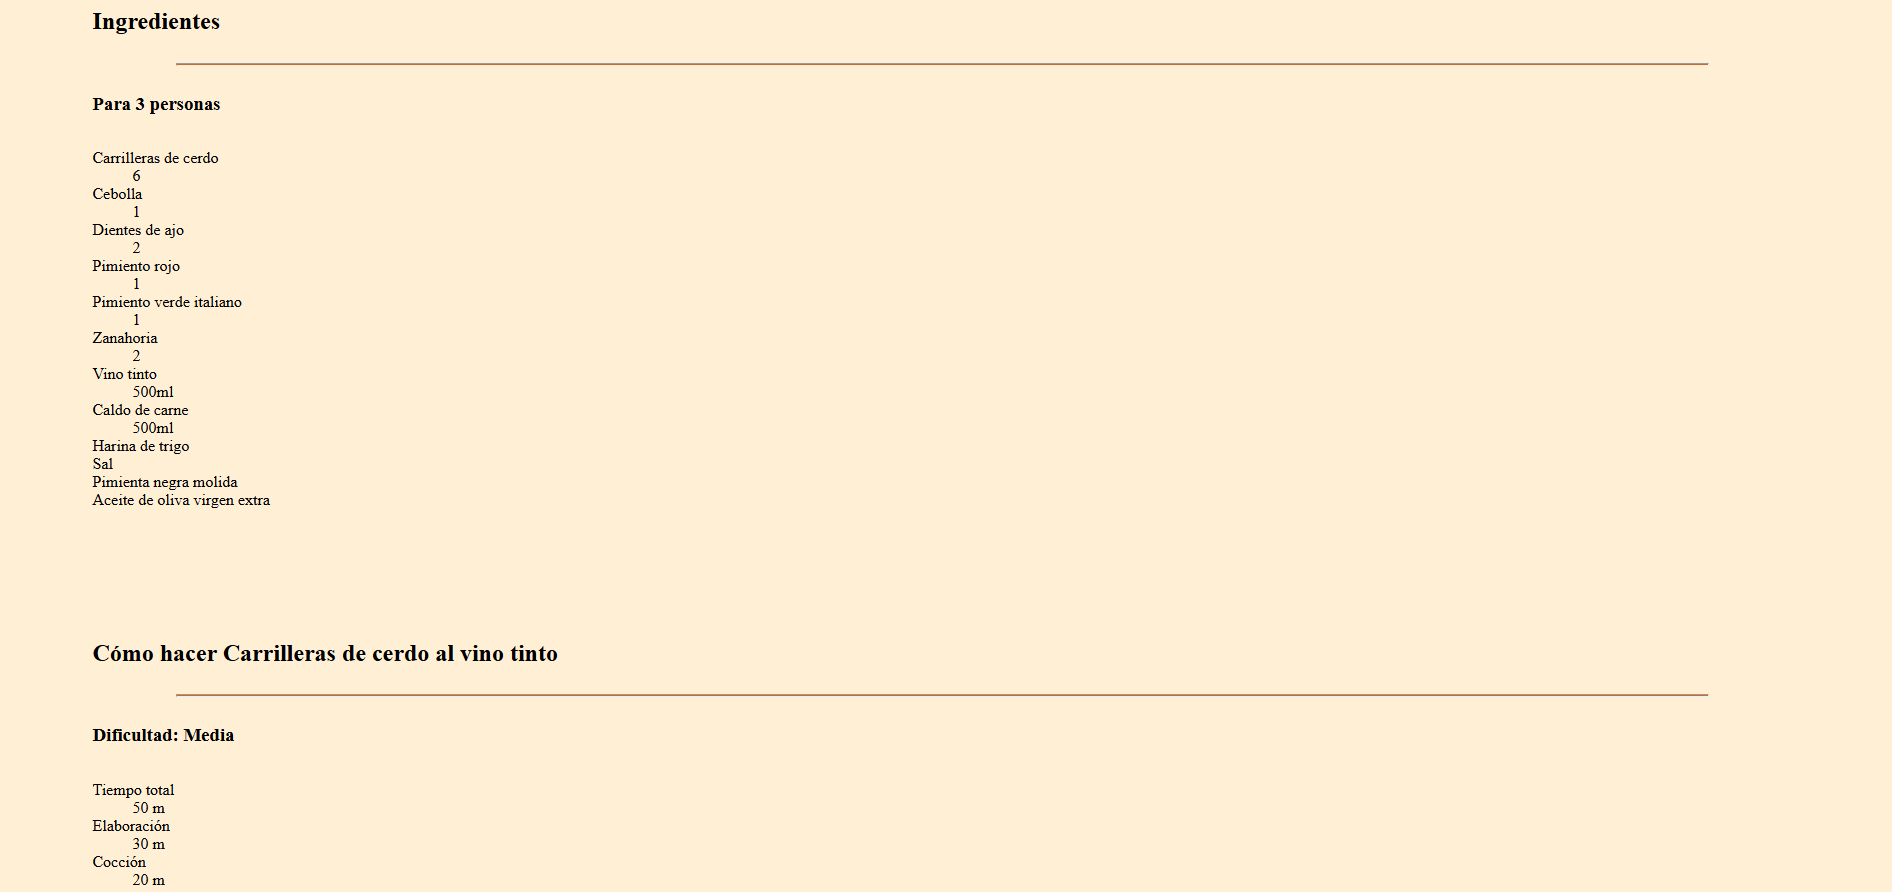 Ingredientes
Para 3 personas
Carrilleras de cerdo
6
Cebolla
1
Dientes de ajo
2
Pimiento rojo
1
Pimiento verde italiano
1
Zanahoria
2
Vino tinto
500ml
Caldo de carne
500ml
Harina de trigo
Sal
Pimienta negra molida
Aceite de oliva virgen extra
Cómo hacer Carrilleras de cerdo al vino tinto
Dificultad: Media
Tiempo total
50 m
Elaboración
30 m
Cocción
20 m